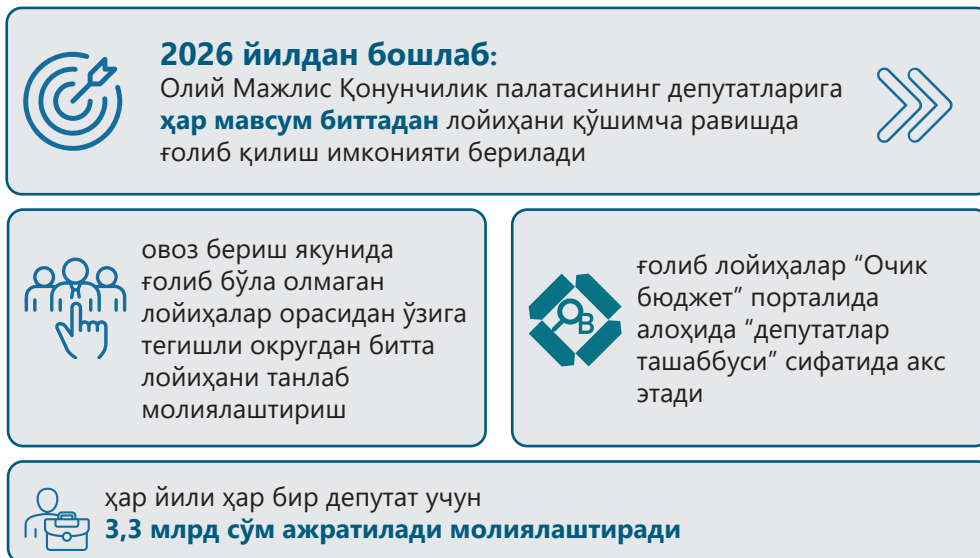 2026 йилдан бошлаб:
Олий Мажлис Қонунчилик палатасининг депутатларига
ҳар мавсум биттадан лойиҳани қўшимча равишда
ғолиб қилиш имконияти берилади
овоз бериш якунида
ғолиб бўла олмаган
лойиҳалар орасидан ўзига
тегишли округдан битта
лойиҳани танлаб
молиялаштириш
B
ғолиб лойиҳалар “Очик
бюджет” порталида
алоҳида “депутатлар
ташаббуси” сифатида акс
этади
ҳар йили ҳар бир депутат учун
3,3 млрд сўм ажратилади молиялаштиради